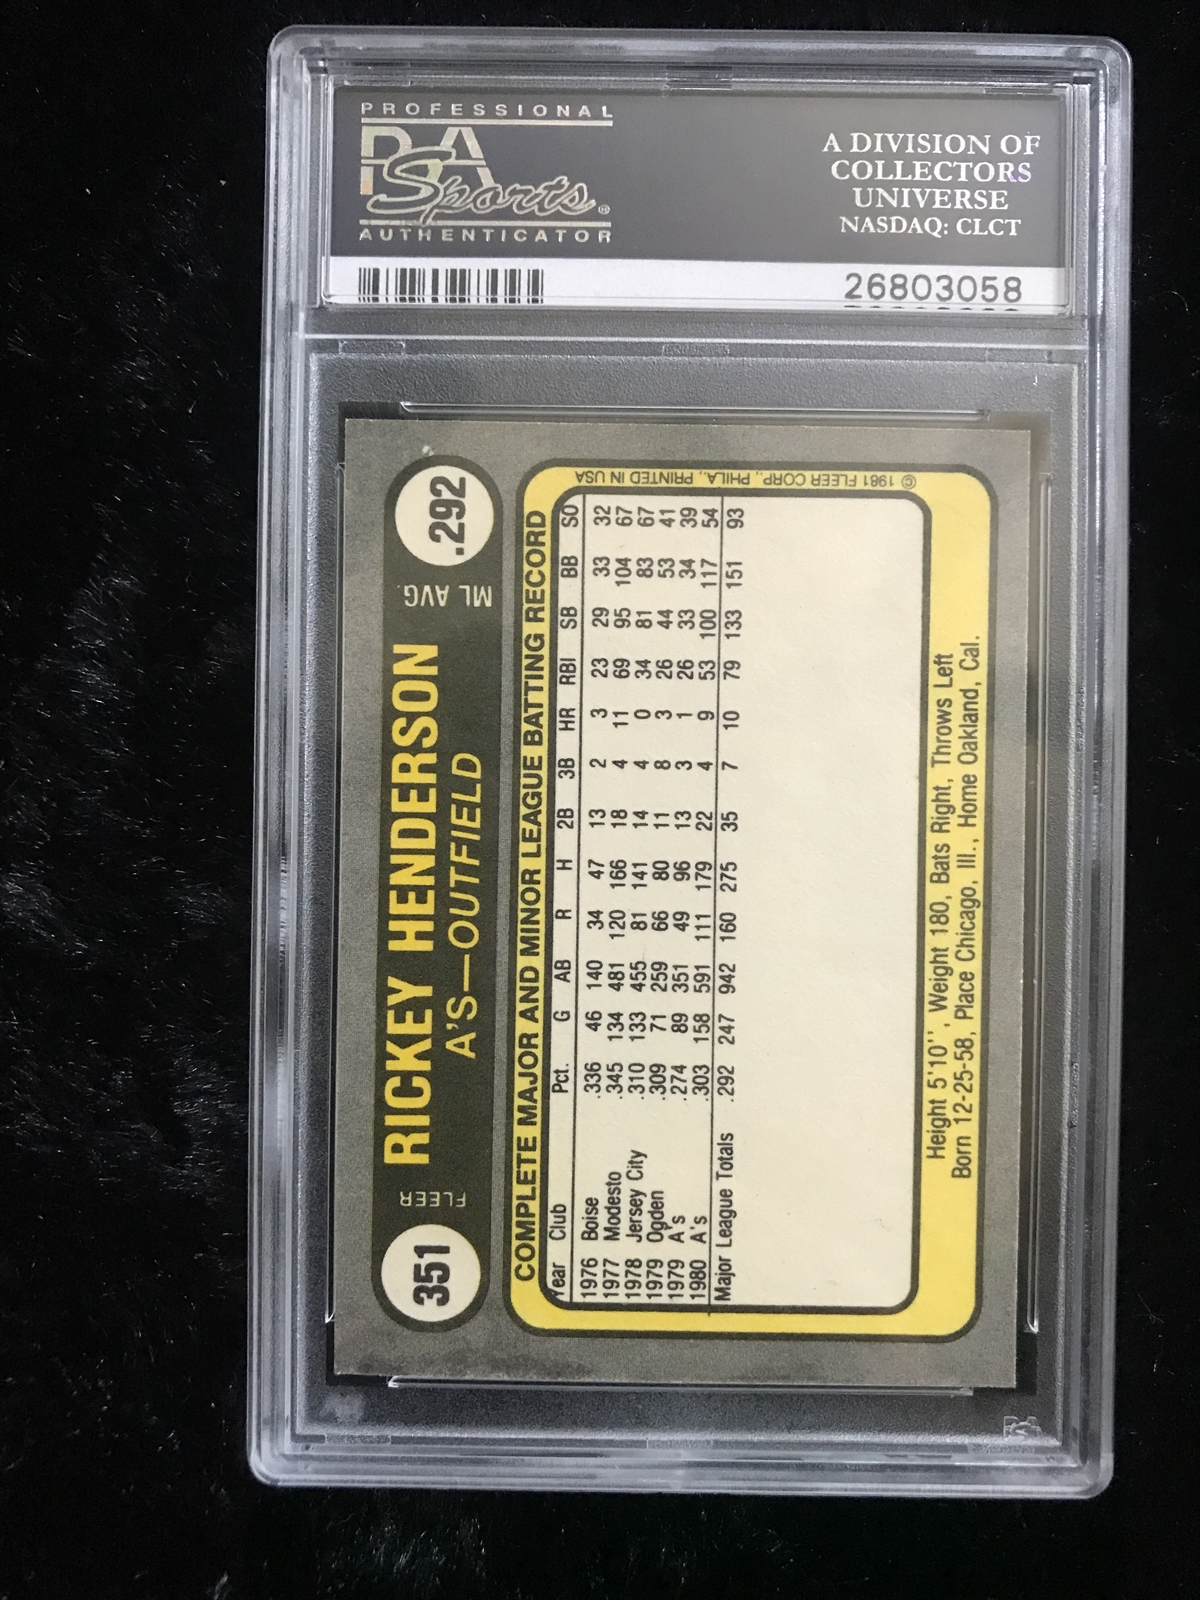 PROFESSIONAL
PSA
Sports
AUTHENTICATOR
A DIVISION OF
COLLECTORS
UNIVERSE
NASDAQ: CLCT
26803058
351
FLEER
RICKEY HENDERSON
A'S—OUTFIELD
ML AVG.
.292
COMPLETE MAJOR AND MINOR LEAGUE BATTING RECORD
Year Club Pct. G AB R H 2B 3B HR RBI SB BB SO
1976 Boise .336 46 140 34 47 13 2 3 23 29 33 32
1977 Modesto .345 134 481 120 166 18 4 11 69 95 104 67
1978 Jersey City .310 133 455 81 141 14 4 0 34 81 83 67
1979 Ogden .309 71 259 66 80 11 8 3 26 44 53 41
1979 A's .274 89 351 49 96 13 3 1 26 33 34 39
1980 A's .303 158 591 111 179 22 4 9 53 100 117 54
Major League Totals .292 247 942 160 275 35 7 10 79 133 151 93
Height 5'10'', Weight 180, Bats Right, Throws Left
Born 12-25-58, Place Chicago, Ill., Home Oakland, Cal.
© 1981 FLEER CORP., PHILA., PRINTED IN USA